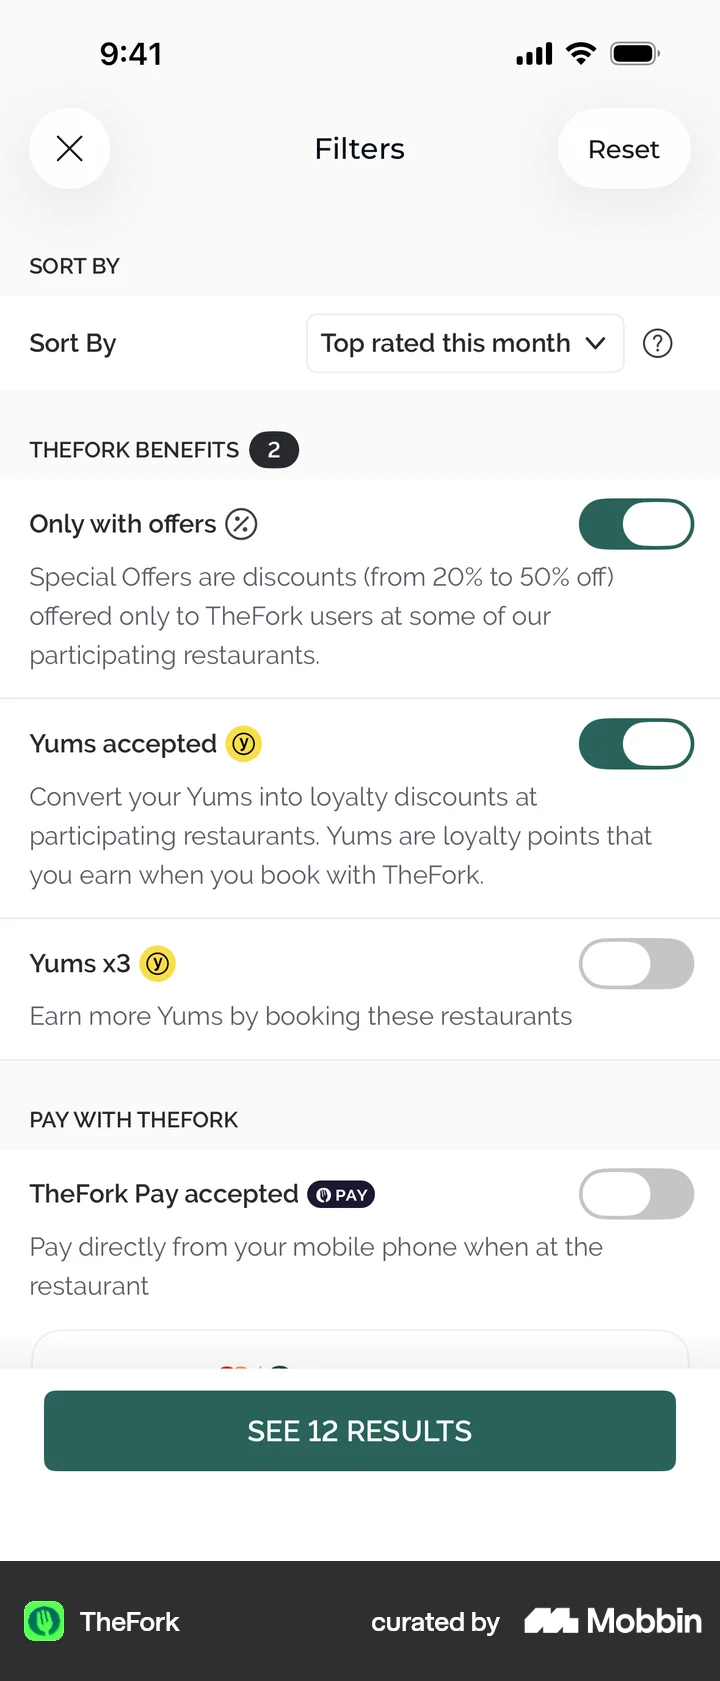 9:41
Filters
Reset
SORT BY
Sort By
Top rated this month
?
THEFORK BENEFITS 2
Only with offers %
Special Offers are discounts (from 20% to 50% off)
offered only to TheFork users at some of our
participating restaurants.
Yums accepted y
Convert your Yums into loyalty discounts at
participating restaurants. Yums are loyalty points that
you earn when you book with TheFork.
Yums x3 y
Earn more Yums by booking these restaurants
PAY WITH THEFORK
TheFork Pay accepted PAY
Pay directly from your mobile phone when at the
restaurant
SEE 12 RESULTS
TheFork
curated by Mobbin